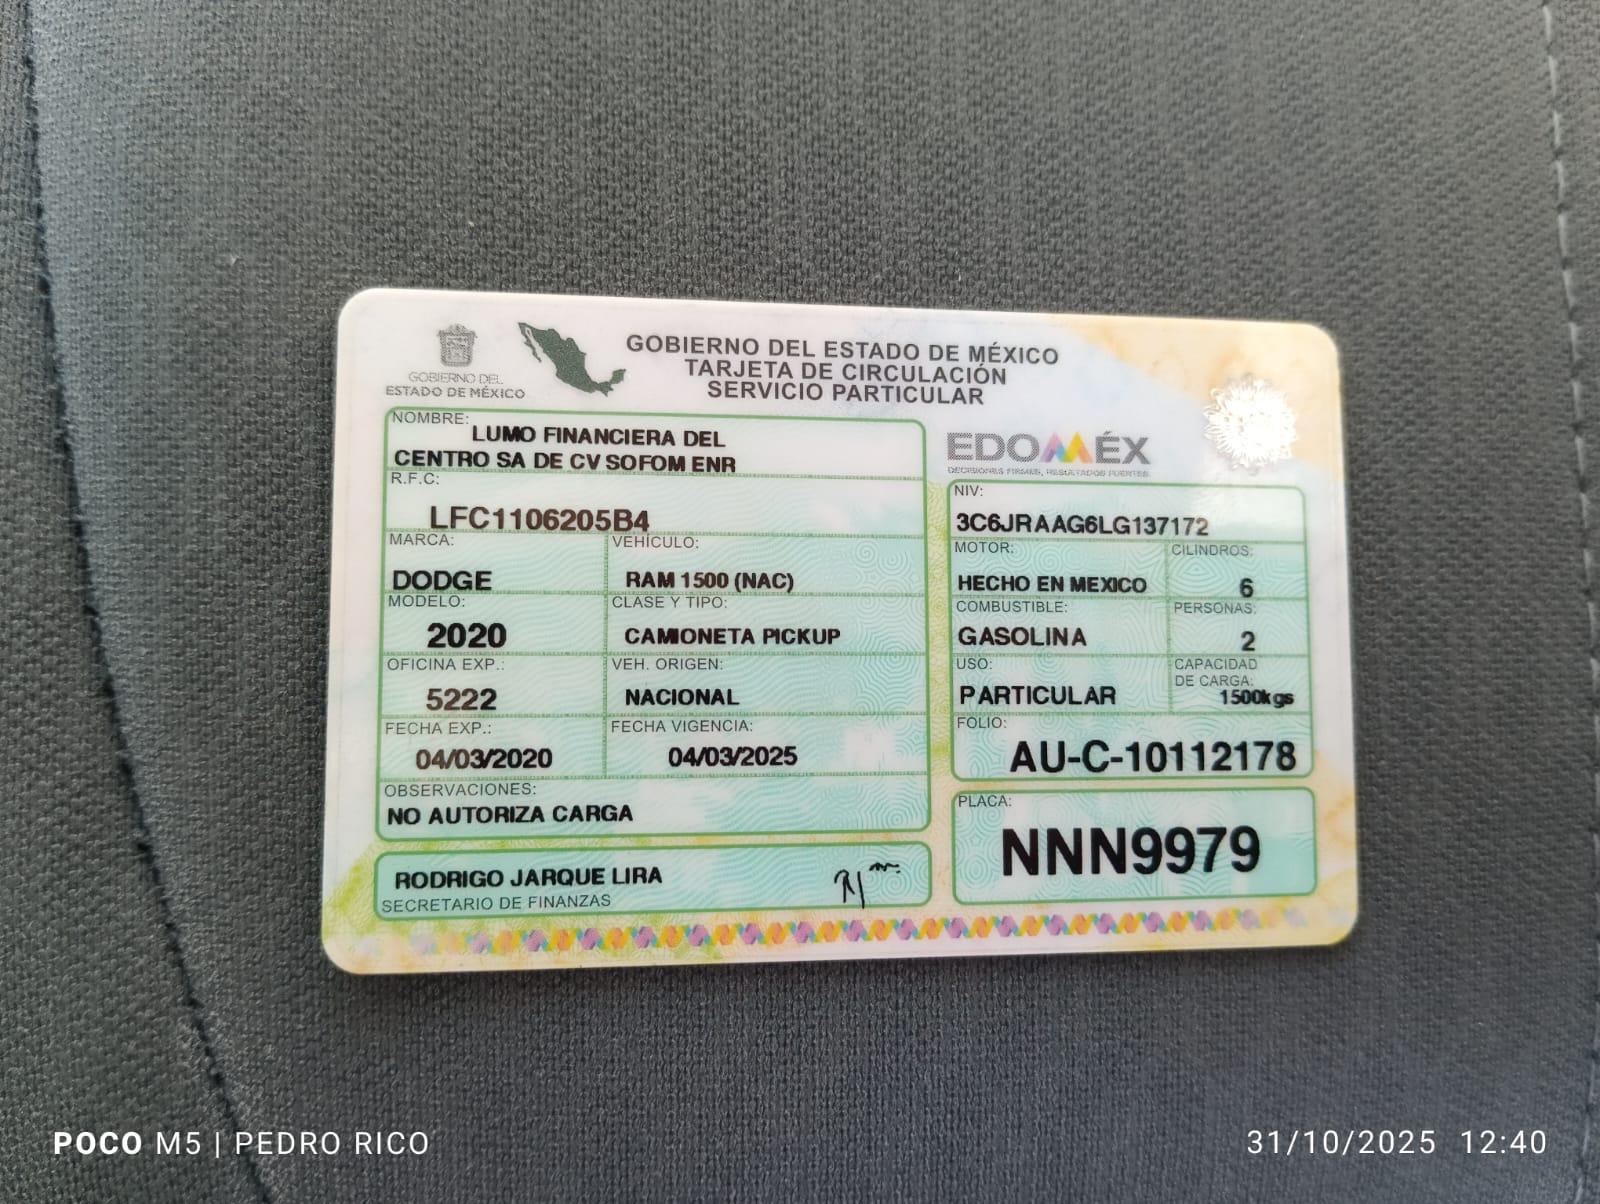 GOBIERNO DEL
ESTADO DE MÉXICO
GOBIERNO DEL ESTADO DE MÉXICO
TARJETA DE CIRCULACIÓN
SERVICIO PARTICULAR
NOMBRE:
LUMO FINANCIERA DEL
CENTRO SA DE CV SOFOM ENR
R.F.C:
LFC1106205B4
MARCA:
DODGE
VEHÍCULO:
RAM 1500 (NAC)
MODELO:
2020
CLASE Y TIPO:
CAMIONETA PICKUP
OFICINA EXP.:
5222
VEH. ORIGEN:
NACIONAL
FECHA EXP.:
04/03/2020
FECHA VIGENCIA:
04/03/2025
OBSERVACIONES:
NO AUTORIZA CARGA
RODRIGO JARQUE LIRA
SECRETARIO DE FINANZAS
EDOMÉX
DECISIONES FIRMES, RESULTADOS FUERTES.
NIV:
3C6JRAAG6LG137172
MOTOR:
HECHO EN MEXICO
CILINDROS:
6
COMBUSTIBLE:
GASOLINA
PERSONAS:
2
USO:
PARTICULAR
CAPACIDAD
DE CARGA:
1500kgs
FOLIO:
AU-C-10112178
PLACA:
NNN9979
POCO M5 | PEDRO RICO
31/10/2025 12:40